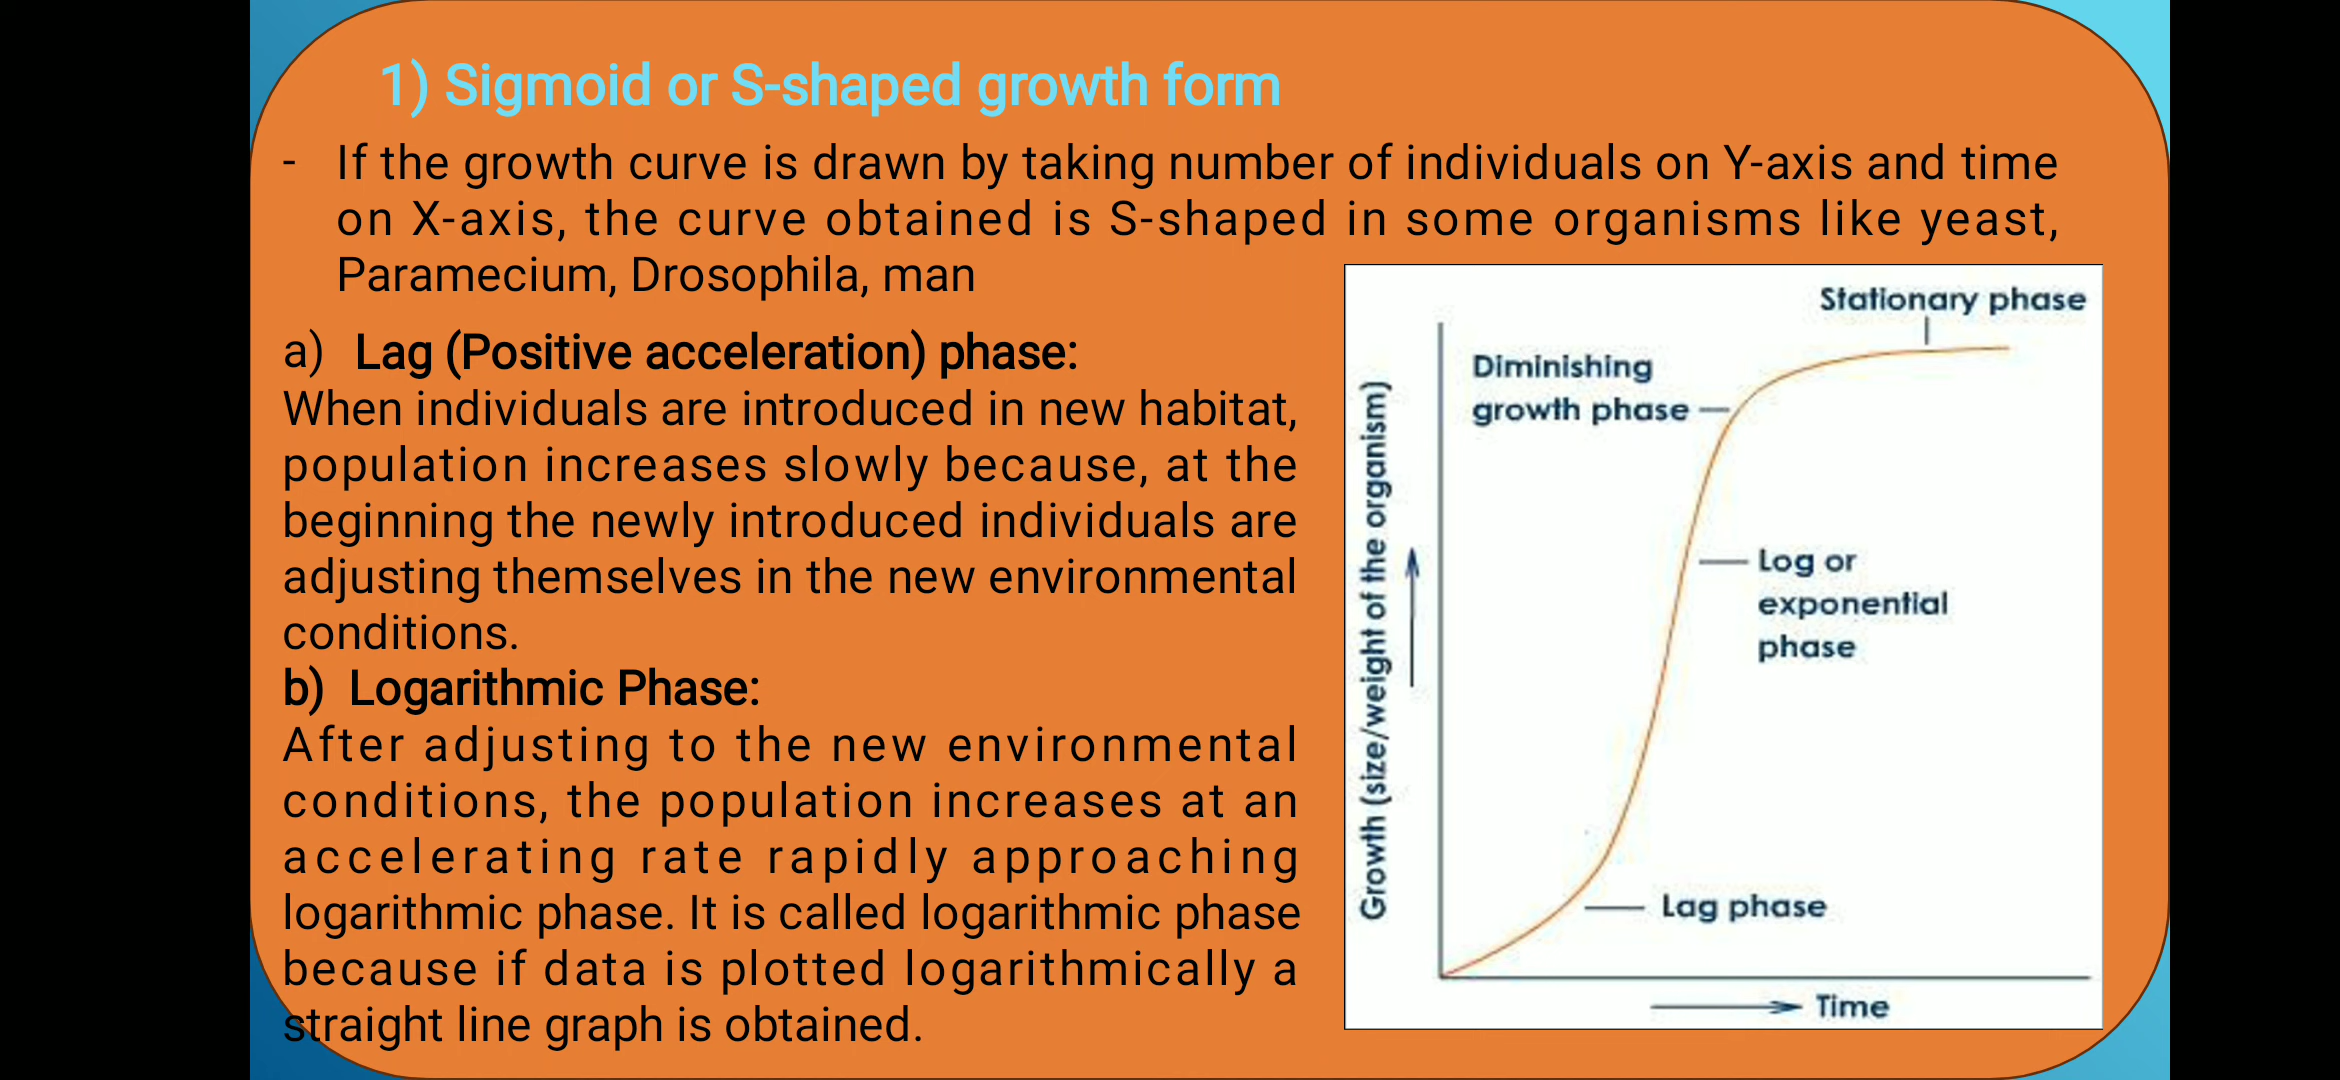 1) Sigmoid or S-shaped growth form
- If the growth curve is drawn by taking number of individuals on Y-axis and time
on X-axis, the curve obtained is S-shaped in some organisms like yeast,
Paramecium, Drosophila, man
a) Lag (Positive acceleration) phase:
When individuals are introduced in new habitat,
population increases slowly because, at the
beginning the newly introduced individuals are
adjusting themselves in the new environmental
conditions.
b) Logarithmic Phase:
After adjusting to the new environmental
conditions, the population increases at an
accelerating rate rapidly approaching
logarithmic phase. It is called logarithmic phase
because if data is plotted logarithmically a
straight line graph is obtained.
Stationary phase
Diminishing
growth phase
Growth (size/weight of the organism)
Log or
exponential
phase
Lag phase
Time